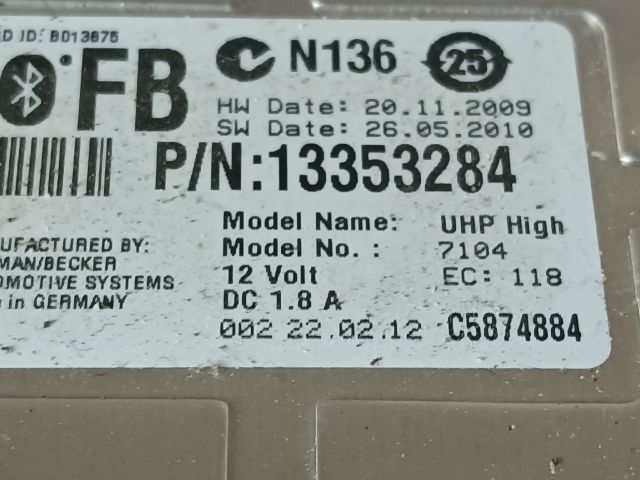 D ID: B013875
N136
25
FB
HW Date: 20.11.2009
SW Date: 26.05.2010
P/N:13353284
Model Name: UHP High
UFACTURED BY: Model No. : 7104
MAN/BECKER 12 Volt EC: 118
OMOTIVE SYSTEMS DC 1.8 A
in GERMANY 002 22.02.12 C5874884